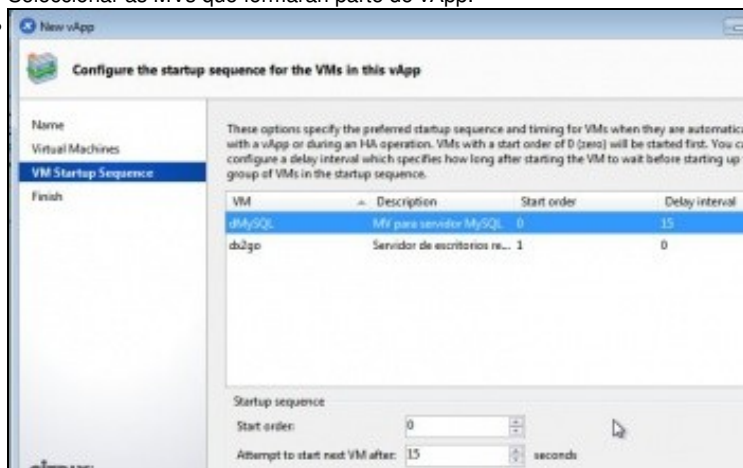 Seleccionar as MVs que formarán parte do vApp.
New vApp
Configure the startup sequence for the VMs in this vApp
Name
Virtual Machines
VM Startup Sequence
Finish
These options specify the preferred startup sequence and timing for VMs when they are automatica
with a vApp or during an HA operation. VMs with a start order of 0 (zero) will be started first. You ca
configure a delay interval which specifies how long after starting the VM to wait before starting up
group of VMs in the startup sequence.
VM Description Start order Delay interval
dMySQL MV para servidor MySQL 0 15
dx2go Servidor de escritorios re... 1 0
Startup sequence
Start order: 0
Attempt to start next VM after: 15 seconds